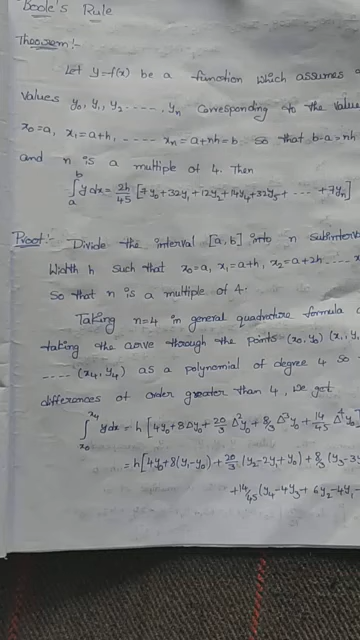 Boole's Rule
Theorem:-
Let y=f(x) be a function which assumes
values y₀, y₁, y₂ ...... yₙ corresponding to the value
x₀=a, x₁=a+h, ...... xₙ=a+nh=b. so that b-a=nh
and n is a multiple of 4. Then
∫ₐᵇ y dx = 2h/45 [7y₀+32y₁+12y₂+14y₄+32y₅+ ... +7yₙ]
Proof:- Divide the interval [a,b] into n subinterv
width h such that x₀=a, x₁=a+h, x₂=a+2h ....
So that n is a multiple of 4.
Taking n=4 in general quadrature formula
taking the curve through the points (x₀,y₀) (x₁,y₁
.... (x₄,y₄) as a polynomial of degree 4 so
differences of order greater than 4, we get
∫ₓ₀ˣ⁴ ydx = h [4y₀+8Δy₀+20/3 Δ²y₀+8/3 Δ³y₀+14/45 Δ⁴y₀]
= h[4y₀+8(y₁-y₀)+20/3 (y₂-2y₁+y₀)+8/3 (y₃-3y
+14/45 (y₄-4y₃+6y₂-4y₁